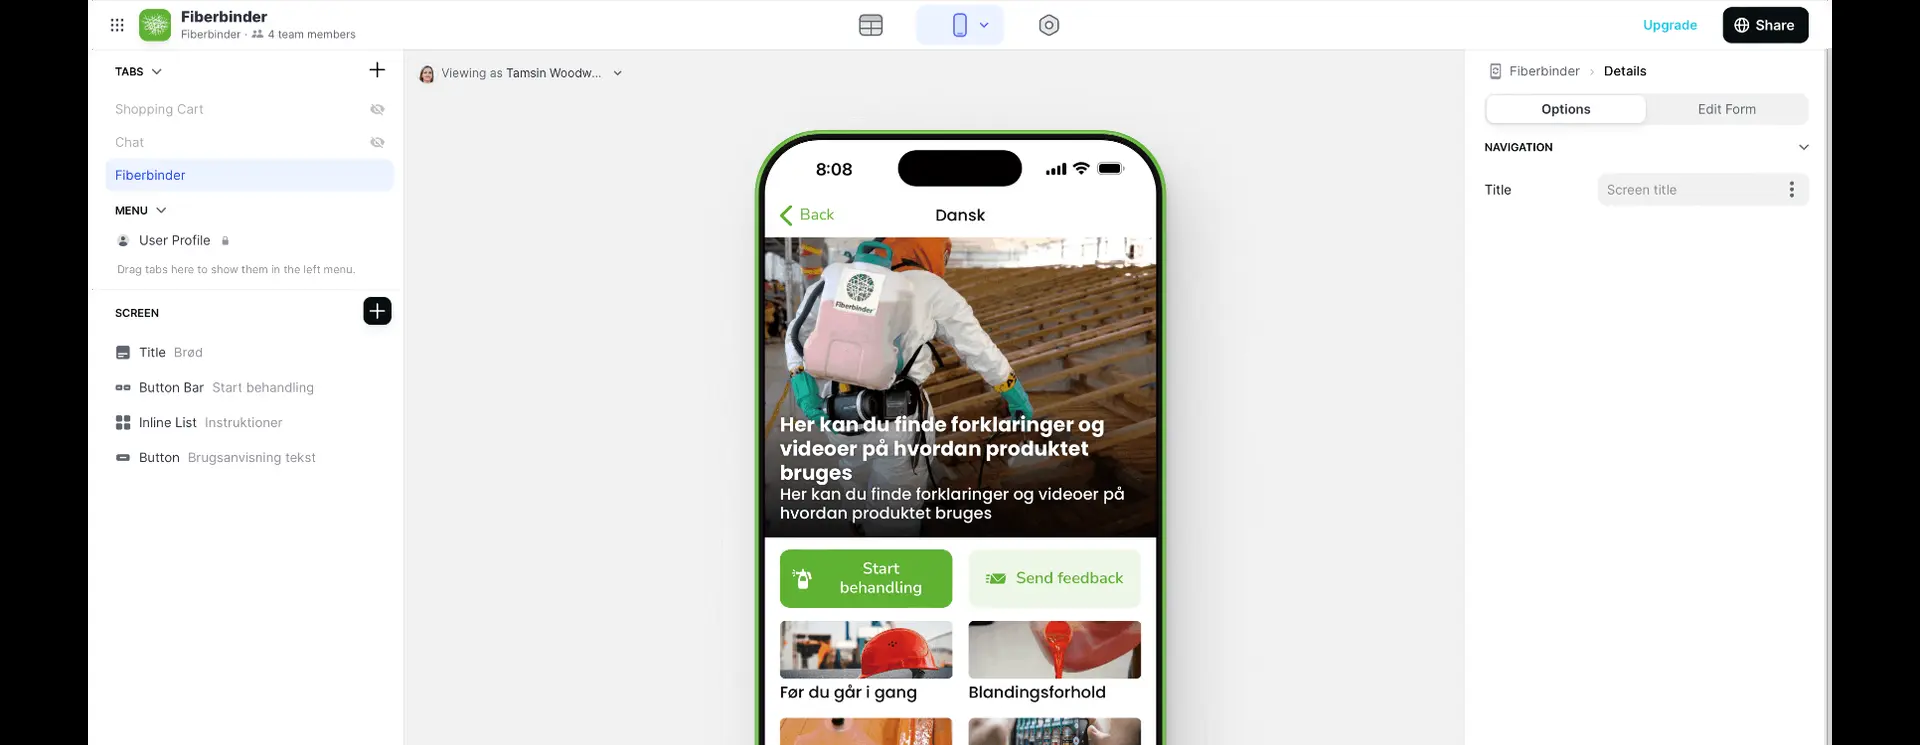 Fiberbinder
Fiberbinder · 4 team members
Upgrade
Share
TABS
Shopping Cart
Chat
Fiberbinder
MENU
User Profile
Drag tabs here to show them in the left menu.
SCREEN
Title Brød
Button Bar Start behandling
Inline List Instruktioner
Button Brugsanvisning tekst
Viewing as Tamsin Woodw...
8:08
Back
Dansk
Fiberbinder
Her kan du finde forklaringer og
videoer på hvordan produktet
bruges
Her kan du finde forklaringer og videoer på
hvordan produktet bruges
Start
behandling
Send feedback
Før du går i gang
Blandingsforhold
Fiberbinder › Details
Options
Edit Form
NAVIGATION
Title
Screen title